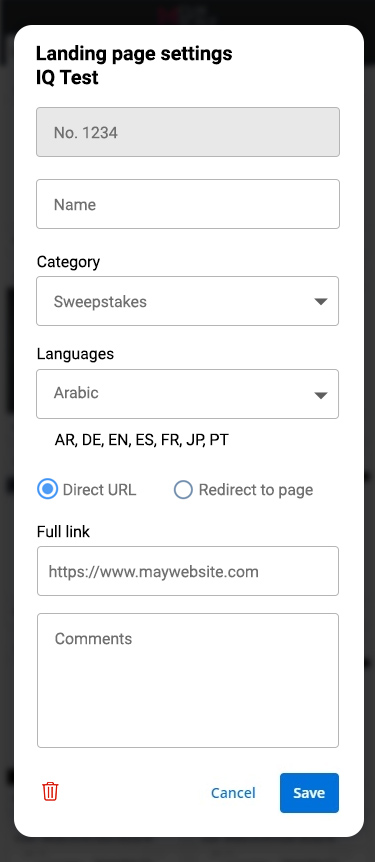 Landing page settings
IQ Test
No. 1234
Name
Category
Sweepstakes
Languages
Arabic
AR, DE, EN, ES, FR, JP, PT
Direct URL
Redirect to page
Full link
https://www.maywebsite.com
Comments
Cancel
Save